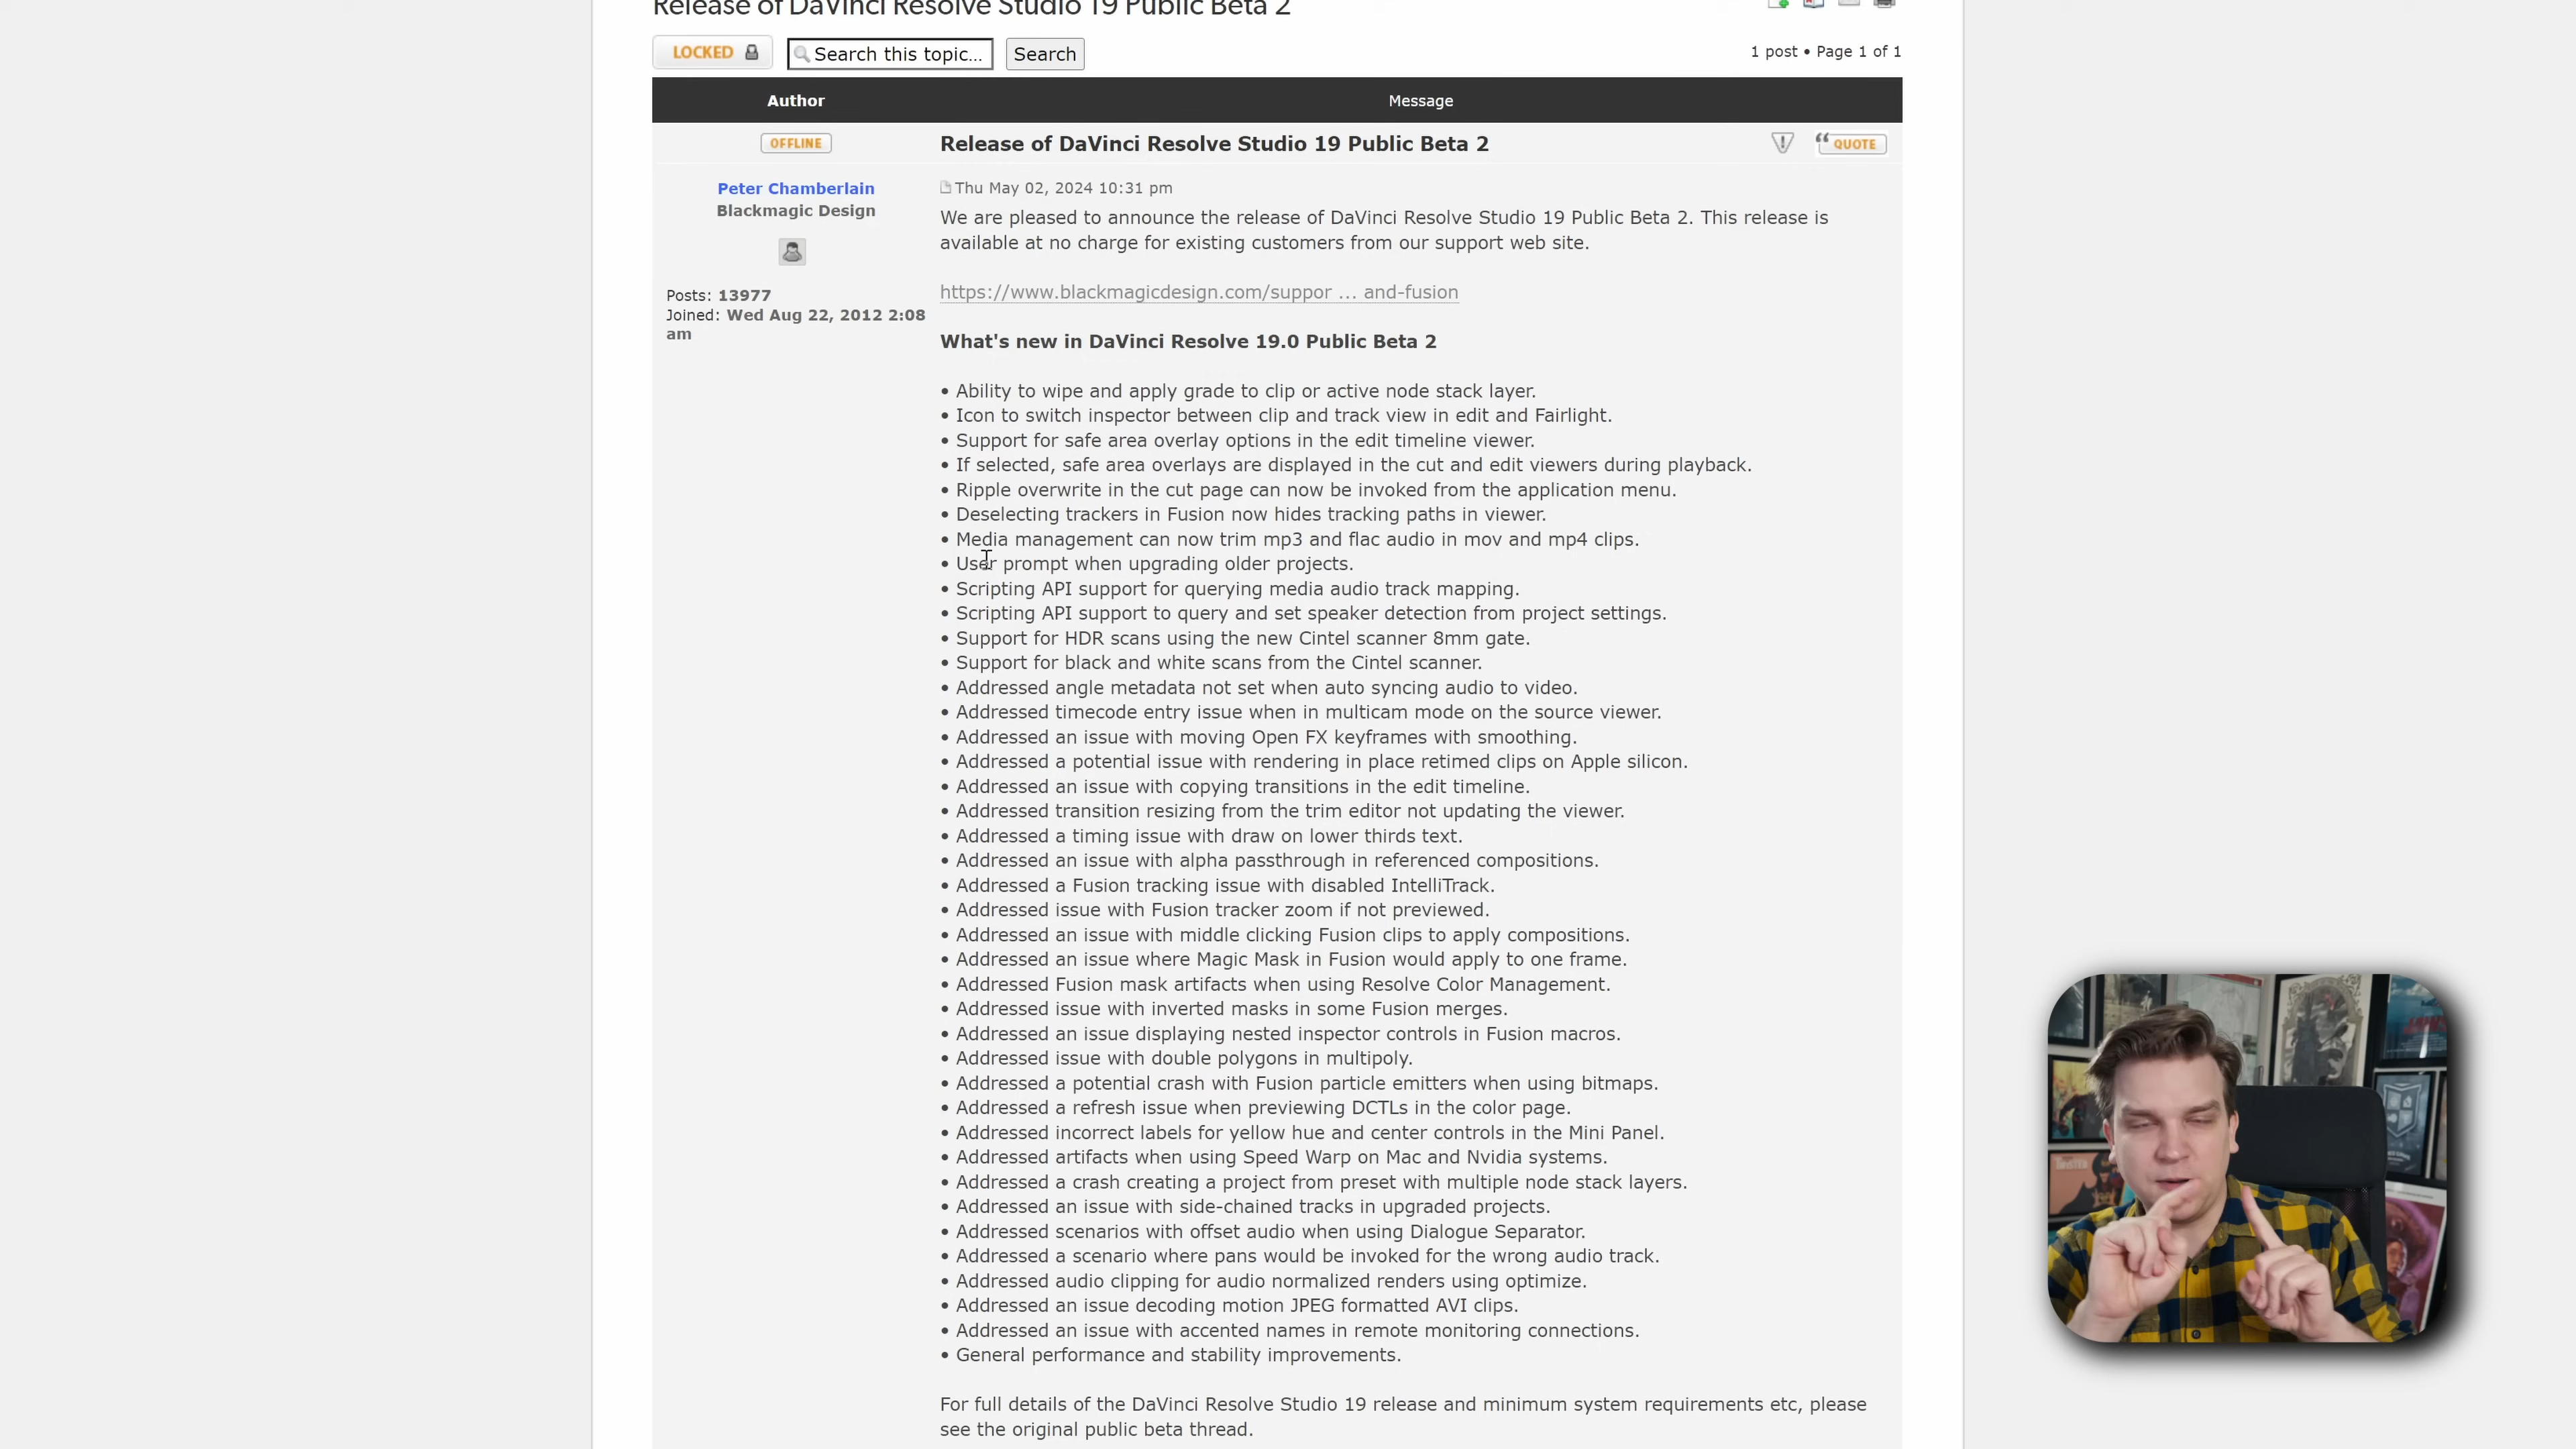 Release of DaVinci Resolve Studio 19 Public Beta 2
LOCKED
Search this topic...
Search
1 post • Page 1 of 1
Author
Message
OFFLINE
Release of DaVinci Resolve Studio 19 Public Beta 2
QUOTE
Peter Chamberlain
Blackmagic Design
Posts: 13977
Joined: Wed Aug 22, 2012 2:08
am
Thu May 02, 2024 10:31 pm
We are pleased to announce the release of DaVinci Resolve Studio 19 Public Beta 2. This release is
available at no charge for existing customers from our support web site.
https://www.blackmagicdesign.com/suppor ... and-fusion
What's new in DaVinci Resolve 19.0 Public Beta 2
• Ability to wipe and apply grade to clip or active node stack layer.
• Icon to switch inspector between clip and track view in edit and Fairlight.
• Support for safe area overlay options in the edit timeline viewer.
• If selected, safe area overlays are displayed in the cut and edit viewers during playback.
• Ripple overwrite in the cut page can now be invoked from the application menu.
• Deselecting trackers in Fusion now hides tracking paths in viewer.
• Media management can now trim mp3 and flac audio in mov and mp4 clips.
• User prompt when upgrading older projects.
• Scripting API support for querying media audio track mapping.
• Scripting API support to query and set speaker detection from project settings.
• Support for HDR scans using the new Cintel scanner 8mm gate.
• Support for black and white scans from the Cintel scanner.
• Addressed angle metadata not set when auto syncing audio to video.
• Addressed timecode entry issue when in multicam mode on the source viewer.
• Addressed an issue with moving Open FX keyframes with smoothing.
• Addressed a potential issue with rendering in place retimed clips on Apple silicon.
• Addressed an issue with copying transitions in the edit timeline.
• Addressed transition resizing from the trim editor not updating the viewer.
• Addressed a timing issue with draw on lower thirds text.
• Addressed an issue with alpha passthrough in referenced compositions.
• Addressed a Fusion tracking issue with disabled IntelliTrack.
• Addressed issue with Fusion tracker zoom if not previewed.
• Addressed an issue with middle clicking Fusion clips to apply compositions.
• Addressed an issue where Magic Mask in Fusion would apply to one frame.
• Addressed Fusion mask artifacts when using Resolve Color Management.
• Addressed issue with inverted masks in some Fusion merges.
• Addressed an issue displaying nested inspector controls in Fusion macros.
• Addressed issue with double polygons in multipoly.
• Addressed a potential crash with Fusion particle emitters when using bitmaps.
• Addressed a refresh issue when previewing DCTLs in the color page.
• Addressed incorrect labels for yellow hue and center controls in the Mini Panel.
• Addressed artifacts when using Speed Warp on Mac and Nvidia systems.
• Addressed a crash creating a project from preset with multiple node stack layers.
• Addressed an issue with side-chained tracks in upgraded projects.
• Addressed scenarios with offset audio when using Dialogue Separator.
• Addressed a scenario where pans would be invoked for the wrong audio track.
• Addressed audio clipping for audio normalized renders using optimize.
• Addressed an issue decoding motion JPEG formatted AVI clips.
• Addressed an issue with accented names in remote monitoring connections.
• General performance and stability improvements.
For full details of the DaVinci Resolve Studio 19 release and minimum system requirements etc, please
see the original public beta thread.